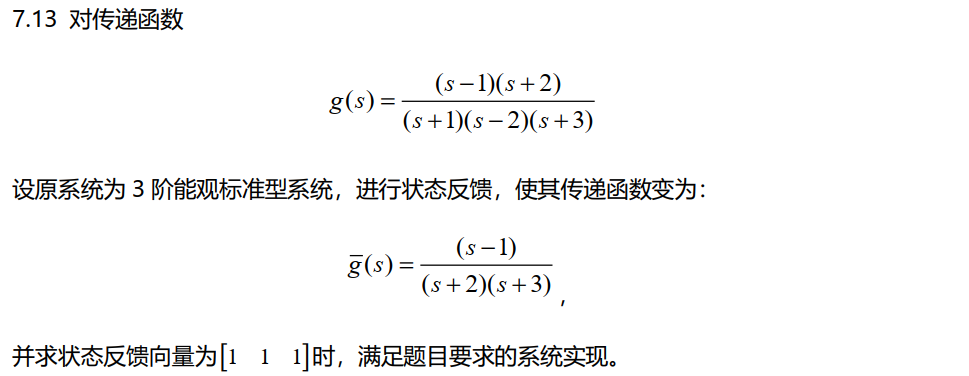 7.13 对传递函数
g(s) = (s−1)(s+2) / (s+1)(s−2)(s+3)
设原系统为 3 阶能观标准型系统，进行状态反馈，使其传递函数变为：
g̅(s) = (s−1) / (s+2)(s+3) ,
并求状态反馈向量为[1 1 1]时，满足题目要求的系统实现。